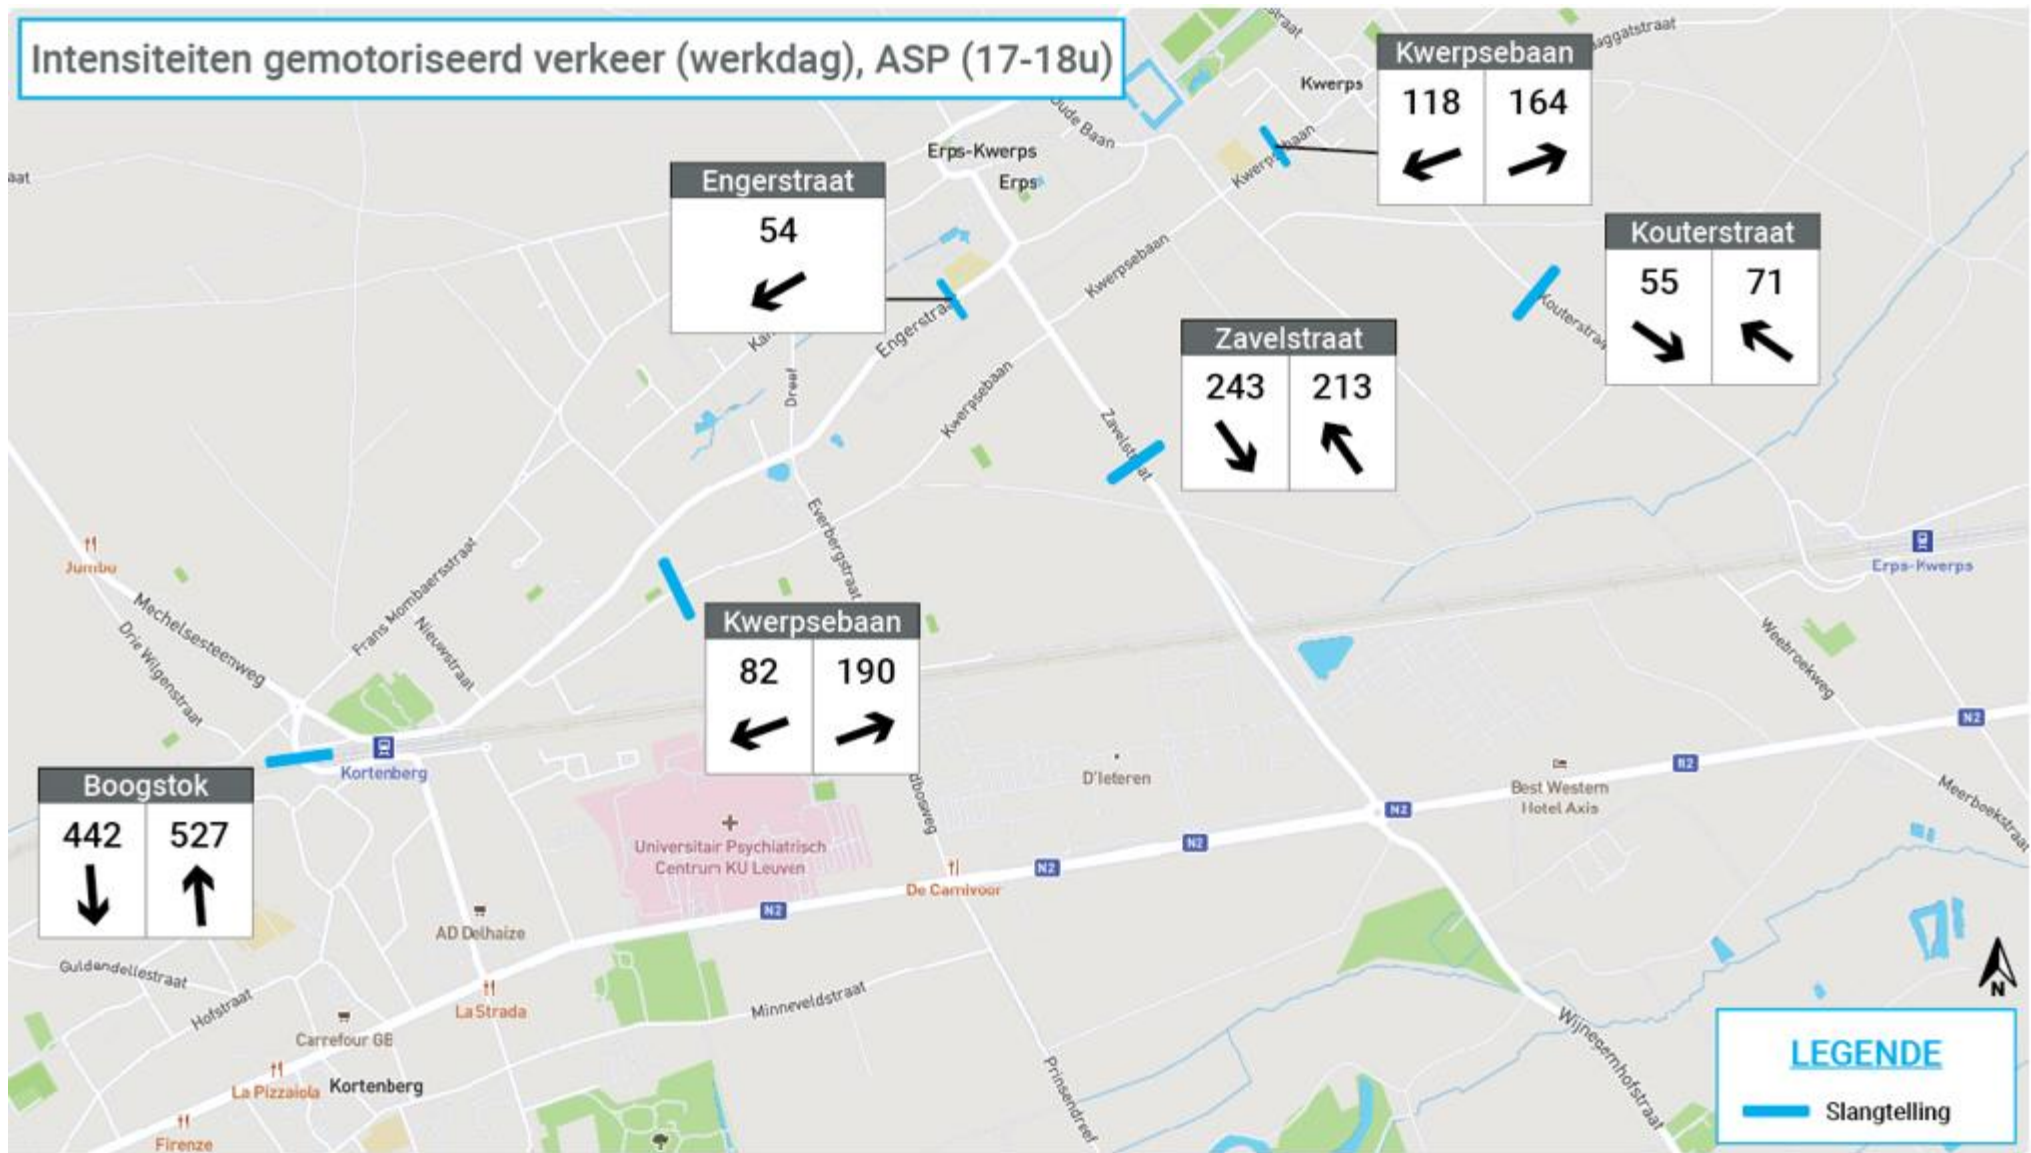 Intensiteiten gemotoriseerd verkeer (werkdag), ASP (17-18u)
Kwerpsebaan
118 164
Kwerps
Oude Baan
Erps-Kwerps
Erps
Kwerpsebaan
Engerstraat
54
Kouterstraat
55 71
Kwerpsebaan
Engerstraat
Dreef
Kwerpsebaan
Zavelstraat
243 213
Zavelstraat
Everbergstraat
Jumbo
Erps-Kwerps
Mechelsesteenweg
Drie Wilgenstraat
Frans Mombaersstraat
Nieuwstraat
Kwerpsebaan
82 190
Weebroekweg
N2
N2
N2
N2
N2
N2
Kortenberg
Boogstok
442 527
D'Ieteren
Best Western
Hotel Axis
Meerbeekstraat
Universitair Psychiatrisch
Centrum KU Leuven
De Carnivoor
AD Delhaize
Guldendellestraat
Hofstraat
La Strada
Minneveldstraat
Carrefour GB
La Pizzaiola
Kortenberg
Firenze
Prinsendreef
Wijnegemhofstraat
N
LEGENDE
Slangtelling